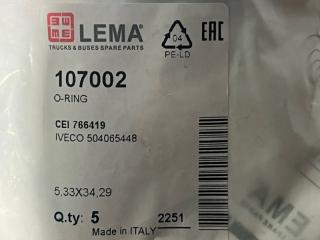 LEMA
TRUCKS & BUSES SPARE PARTS
04
PE-LD
EAC
107002
O-RING
CEI 766419
IVECO 504065448
5,33X34,29
Q.ty: 5
2251
Made in ITALY
EMA